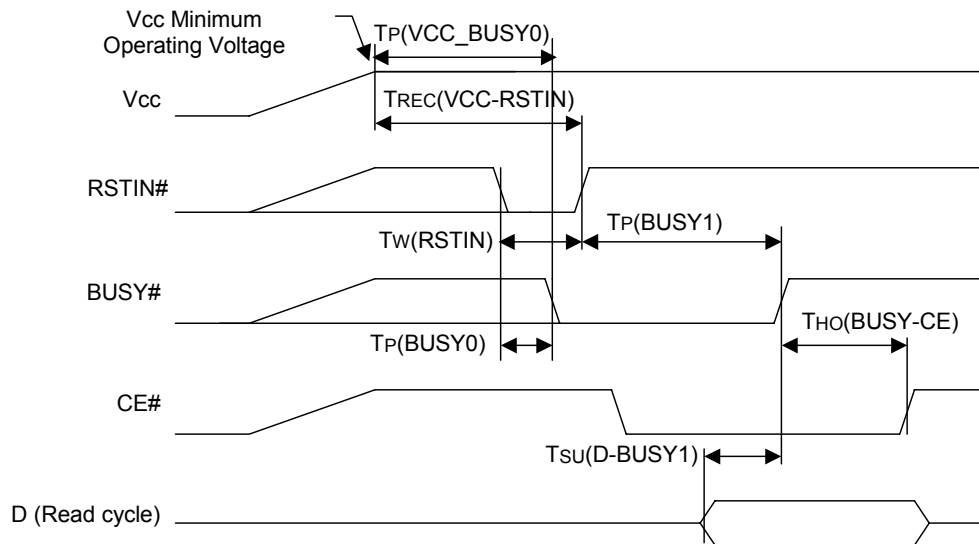 Vcc Minimum
Operating Voltage
TP(VCC_BUSY0)
Vcc
TREC(VCC-RSTIN)
RSTIN#
TW(RSTIN)
TP(BUSY1)
BUSY#
THO(BUSY-CE)
TP(BUSY0)
CE#
TSU(D-BUSY1)
D (Read cycle)